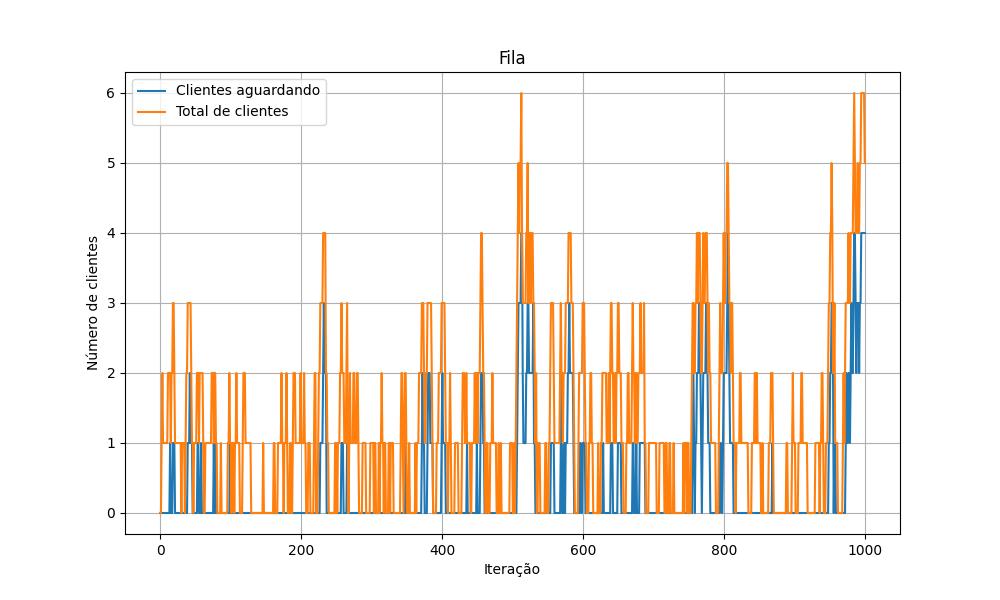 Fila
Clientes aguardando
Total de clientes
Número de clientes
6
5
4
3
2
1
0
0 200 400 600 800 1000
Iteração